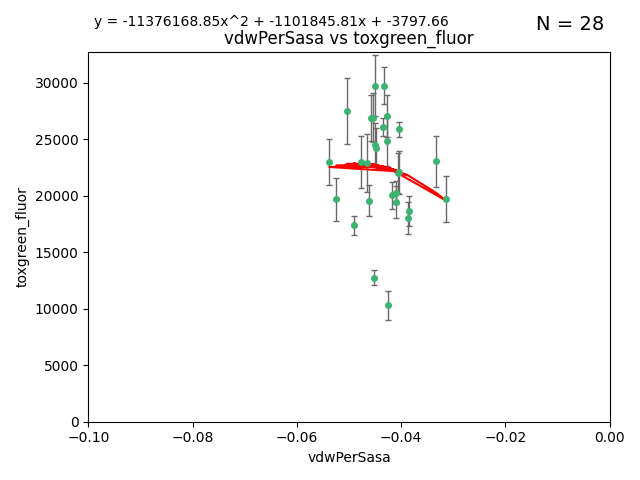 y = -11376168.85x^2 + -1101845.81x + -3797.66
N = 28
vdwPerSasa vs toxgreen_fluor
30000
25000
20000
15000
10000
5000
0
toxgreen_fluor
−0.10
−0.08
−0.06
−0.04
−0.02
0.00
vdwPerSasa